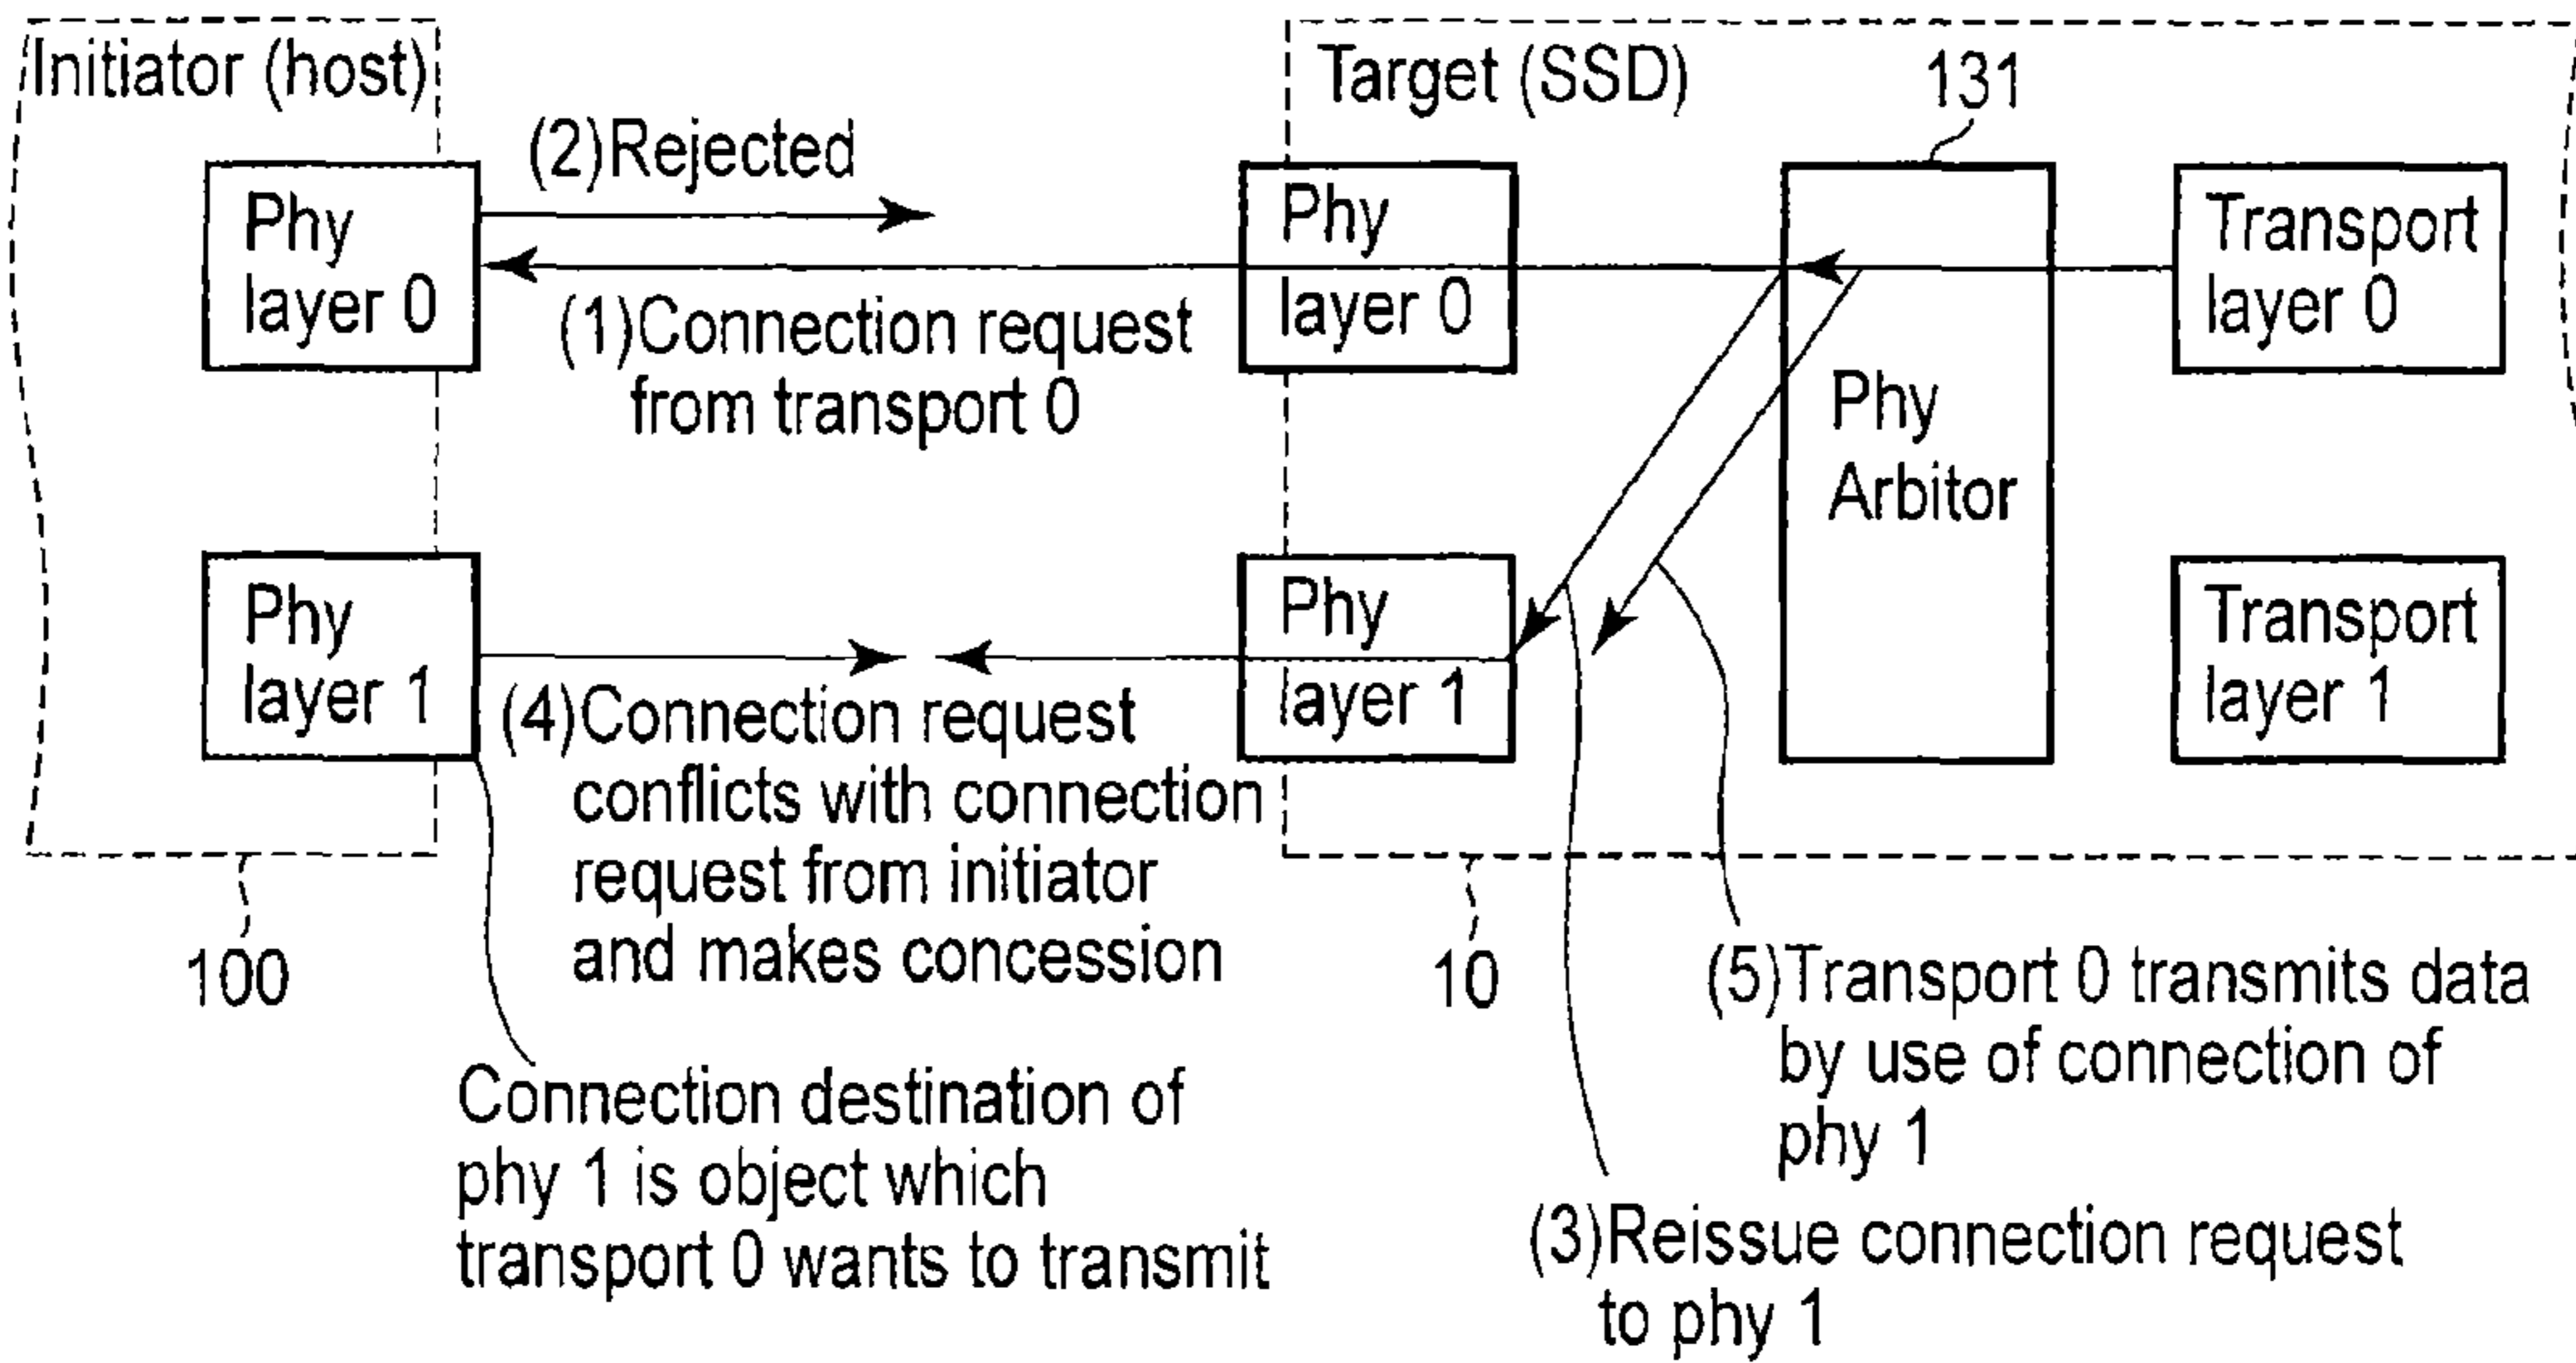 Initiator (host)
Target (SSD)
131
(2)Rejected
Phy
layer 0
Phy
layer 0
Transport
layer 0
(1)Connection request
from transport 0
Phy
Arbitor
Phy
layer 1
Phy
layer 1
Transport
layer 1
(4)Connection request
conflicts with connection
request from initiator
and makes concession
100
10
(5)Transport 0 transmits data
by use of connection of
phy 1
Connection destination of
phy 1 is object which
transport 0 wants to transmit
(3)Reissue connection request
to phy 1